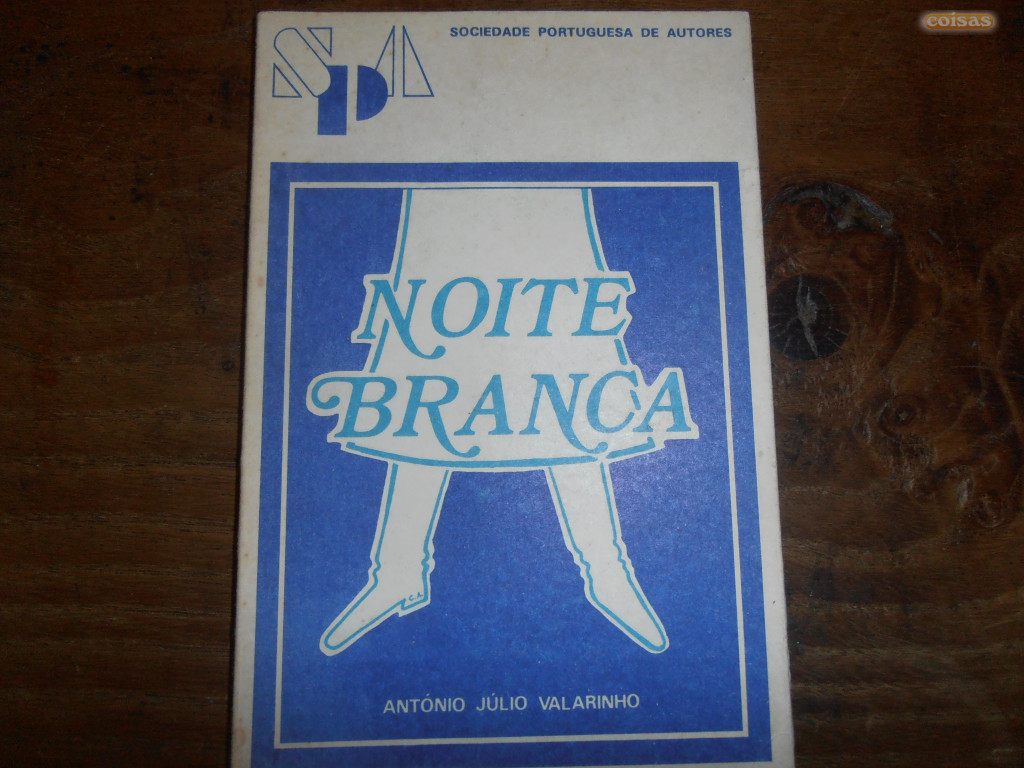 coisas
SPA
SOCIEDADE PORTUGUESA DE AUTORES
NOITE
BRANCA
C.A.
ANTÓNIO JÚLIO VALARINHO